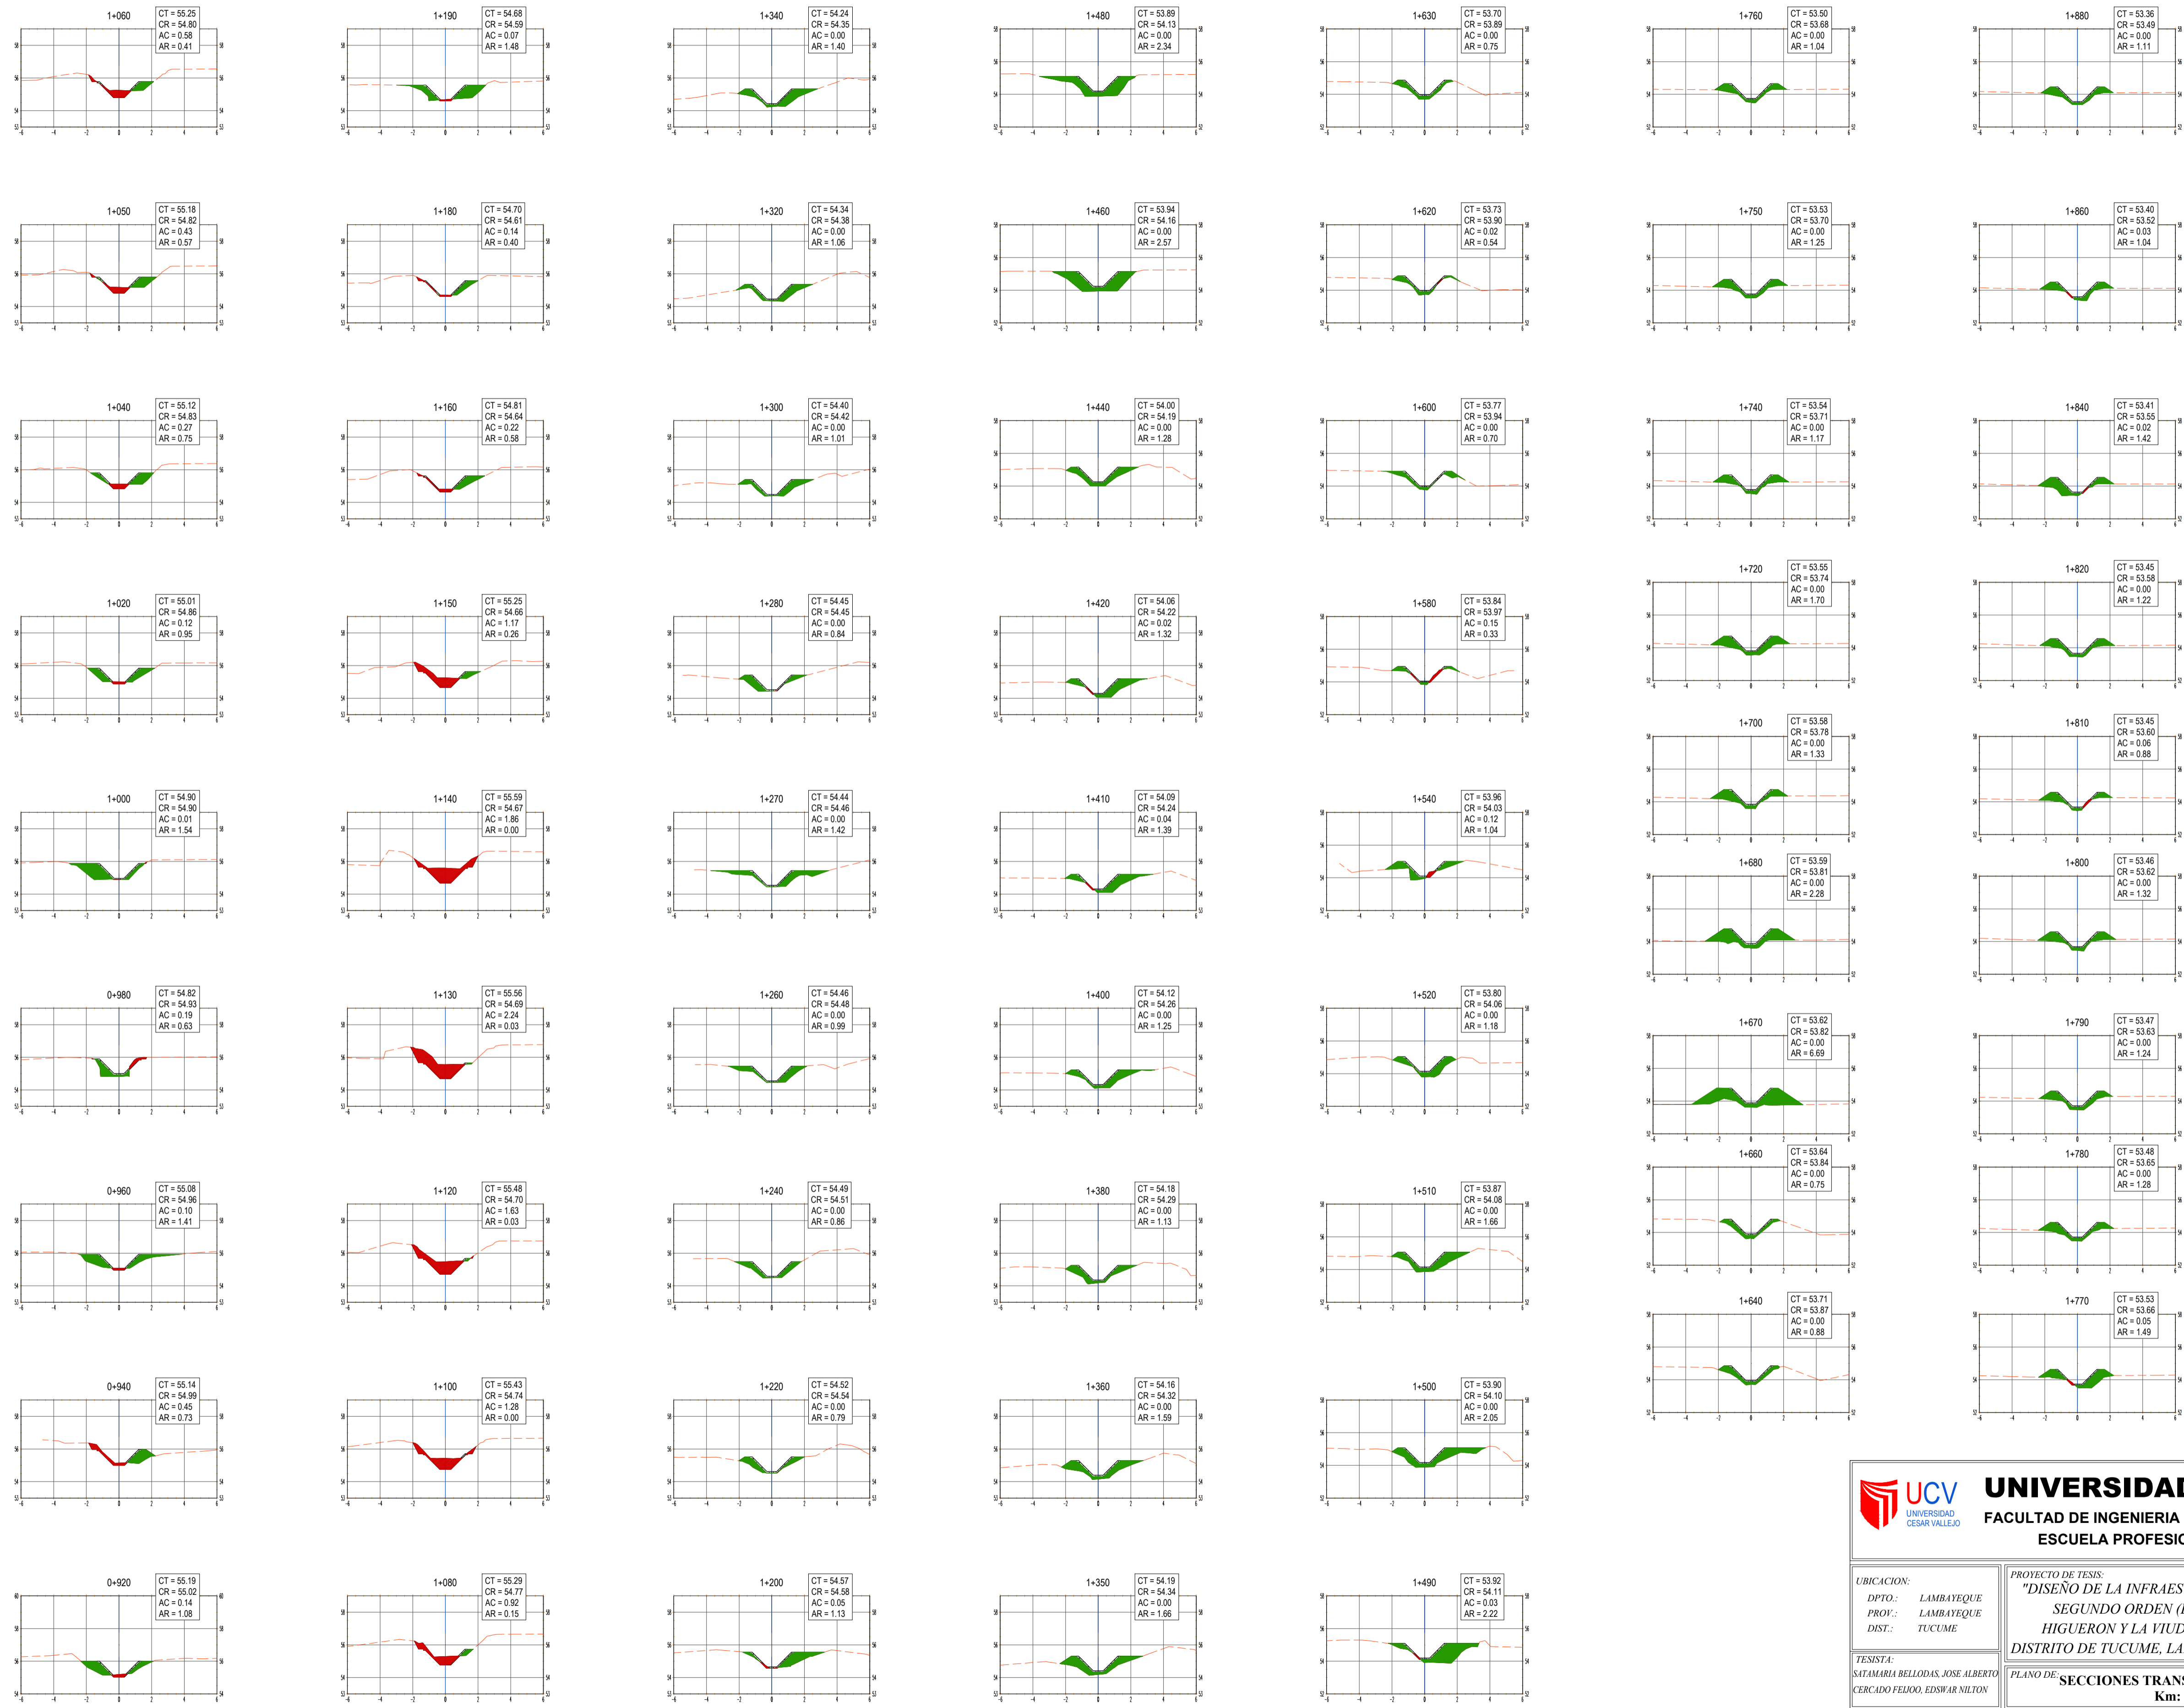 1+060
CT = 55.25
CR = 54.80
AC = 0.58
AR = 0.41
1+190
CT = 54.68
CR = 54.59
AC = 0.07
AR = 1.48
1+340
CT = 54.24
CR = 54.35
AC = 0.00
AR = 1.40
1+480
CT = 53.89
CR = 54.13
AC = 0.00
AR = 2.34
1+630
CT = 53.70
CR = 53.89
AC = 0.00
AR = 0.75
1+760
CT = 53.50
CR = 53.68
AC = 0.00
AR = 1.04
1+880
CT = 53.36
CR = 53.49
AC = 0.00
AR = 1.11
1+050
CT = 55.18
CR = 54.82
AC = 0.43
AR = 0.57
1+180
CT = 54.70
CR = 54.61
AC = 0.14
AR = 0.40
1+320
CT = 54.34
CR = 54.38
AC = 0.00
AR = 1.06
1+460
CT = 53.94
CR = 54.16
AC = 0.00
AR = 2.57
1+620
CT = 53.73
CR = 53.90
AC = 0.02
AR = 0.54
1+750
CT = 53.53
CR = 53.70
AC = 0.00
AR = 1.25
1+860
CT = 53.40
CR = 53.52
AC = 0.03
AR = 1.04
1+040
CT = 55.12
CR = 54.83
AC = 0.27
AR = 0.75
1+160
CT = 54.81
CR = 54.64
AC = 0.22
AR = 0.58
1+300
CT = 54.40
CR = 54.42
AC = 0.00
AR = 1.01
1+440
CT = 54.00
CR = 54.19
AC = 0.00
AR = 1.28
1+600
CT = 53.77
CR = 53.94
AC = 0.00
AR = 0.70
1+740
CT = 53.54
CR = 53.71
AC = 0.00
AR = 1.17
1+840
CT = 53.41
CR = 53.55
AC = 0.02
AR = 1.42
1+020
CT = 55.01
CR = 54.86
AC = 0.12
AR = 0.95
1+150
CT = 55.25
CR = 54.66
AC = 1.17
AR = 0.26
1+280
CT = 54.45
CR = 54.45
AC = 0.00
AR = 0.84
1+420
CT = 54.06
CR = 54.22
AC = 0.02
AR = 1.32
1+580
CT = 53.84
CR = 53.97
AC = 0.15
AR = 0.33
1+720
CT = 53.55
CR = 53.74
AC = 0.00
AR = 1.70
1+820
CT = 53.45
CR = 53.58
AC = 0.00
AR = 1.22
1+000
CT = 54.90
CR = 54.90
AC = 0.01
AR = 1.54
1+140
CT = 55.59
CR = 54.67
AC = 1.86
AR = 0.00
1+270
CT = 54.44
CR = 54.46
AC = 0.00
AR = 1.42
1+410
CT = 54.09
CR = 54.24
AC = 0.04
AR = 1.39
1+540
CT = 53.96
CR = 54.03
AC = 0.12
AR = 1.04
1+700
CT = 53.58
CR = 53.78
AC = 0.00
AR = 1.33
1+810
CT = 53.45
CR = 53.60
AC = 0.06
AR = 0.88
1+680
CT = 53.59
CR = 53.81
AC = 0.00
AR = 2.28
1+800
CT = 53.46
CR = 53.62
AC = 0.00
AR = 1.32
0+980
CT = 54.82
CR = 54.93
AC = 0.19
AR = 0.63
1+130
CT = 55.56
CR = 54.69
AC = 2.24
AR = 0.03
1+260
CT = 54.46
CR = 54.48
AC = 0.00
AR = 0.99
1+400
CT = 54.12
CR = 54.26
AC = 0.00
AR = 1.25
1+520
CT = 53.80
CR = 54.06
AC = 0.00
AR = 1.18
1+670
CT = 53.62
CR = 53.82
AC = 0.00
AR = 6.69
1+790
CT = 53.47
CR = 53.63
AC = 0.00
AR = 1.24
0+960
CT = 55.08
CR = 54.96
AC = 0.10
AR = 1.41
1+120
CT = 55.48
CR = 54.70
AC = 1.63
AR = 0.03
1+240
CT = 54.49
CR = 54.51
AC = 0.00
AR = 0.86
1+380
CT = 54.18
CR = 54.29
AC = 0.00
AR = 1.13
1+510
CT = 53.87
CR = 54.08
AC = 0.00
AR = 1.66
1+660
CT = 53.64
CR = 53.84
AC = 0.00
AR = 0.75
1+780
CT = 53.48
CR = 53.65
AC = 0.00
AR = 1.28
0+940
CT = 55.14
CR = 54.99
AC = 0.45
AR = 0.73
1+100
CT = 55.43
CR = 54.74
AC = 1.28
AR = 0.00
1+220
CT = 54.52
CR = 54.54
AC = 0.00
AR = 0.79
1+360
CT = 54.16
CR = 54.32
AC = 0.00
AR = 1.59
1+500
CT = 53.90
CR = 54.10
AC = 0.00
AR = 2.05
1+640
CT = 53.71
CR = 53.87
AC = 0.00
AR = 0.88
1+770
CT = 53.53
CR = 53.66
AC = 0.05
AR = 1.49
0+920
CT = 55.19
CR = 55.02
AC = 0.14
AR = 1.08
1+080
CT = 55.29
CR = 54.77
AC = 0.92
AR = 0.15
1+200
CT = 54.57
CR = 54.58
AC = 0.05
AR = 1.13
1+350
CT = 54.19
CR = 54.34
AC = 0.00
AR = 1.66
1+490
CT = 53.92
CR = 54.11
AC = 0.03
AR = 2.22
UCV
UNIVERSIDAD
CESAR VALLEJO
UNIVERSIDAD
FACULTAD DE INGENIERIA
ESCUELA PROFESIO
UBICACION:
DPTO.: LAMBAYEQUE
PROV.: LAMBAYEQUE
DIST.: TUCUME
PROYECTO DE TESIS:
"DISEÑO DE LA INFRAES
SEGUNDO ORDEN (
HIGUERON Y LA VIUD
DISTRITO DE TUCUME, LA
TESISTA:
SATAMARIA BELLODAS, JOSE ALBERTO
CERCADO FEIJOO, EDSWAR NILTON
PLANO DE:
SECCIONES TRANS
Km: